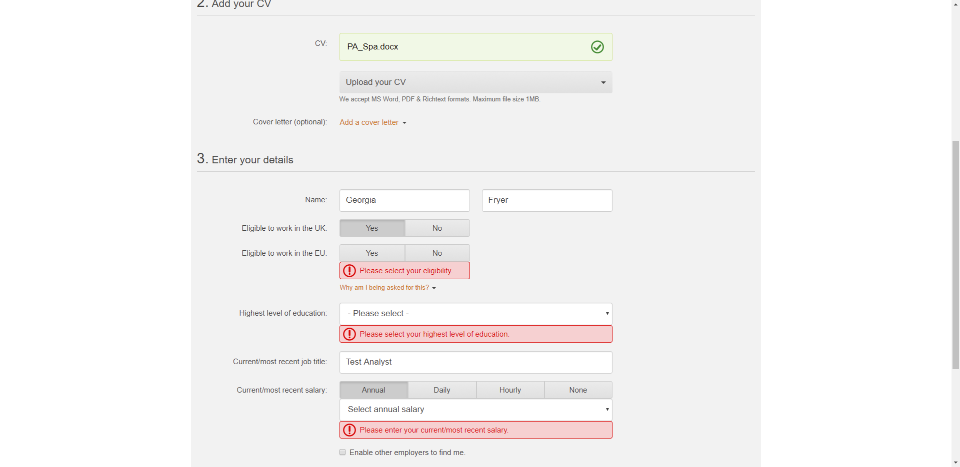 2. Add your CV
CV: PA_Spa.docx
Upload your CV
We accept MS Word, PDF & Richtext formats. Maximum file size 1MB.
Cover letter (optional): Add a cover letter
3. Enter your details
Name: Georgia Fryer
Eligible to work in the UK: Yes No
Eligible to work in the EU: Yes No
Please select your eligibility
Why am I being asked for this?
Highest level of education: - Please select -
Please select your highest level of education.
Current/most recent job title: Test Analyst
Current/most recent salary: Annual Daily Hourly None
Select annual salary
Please enter your current/most recent salary.
Enable other employers to find me.